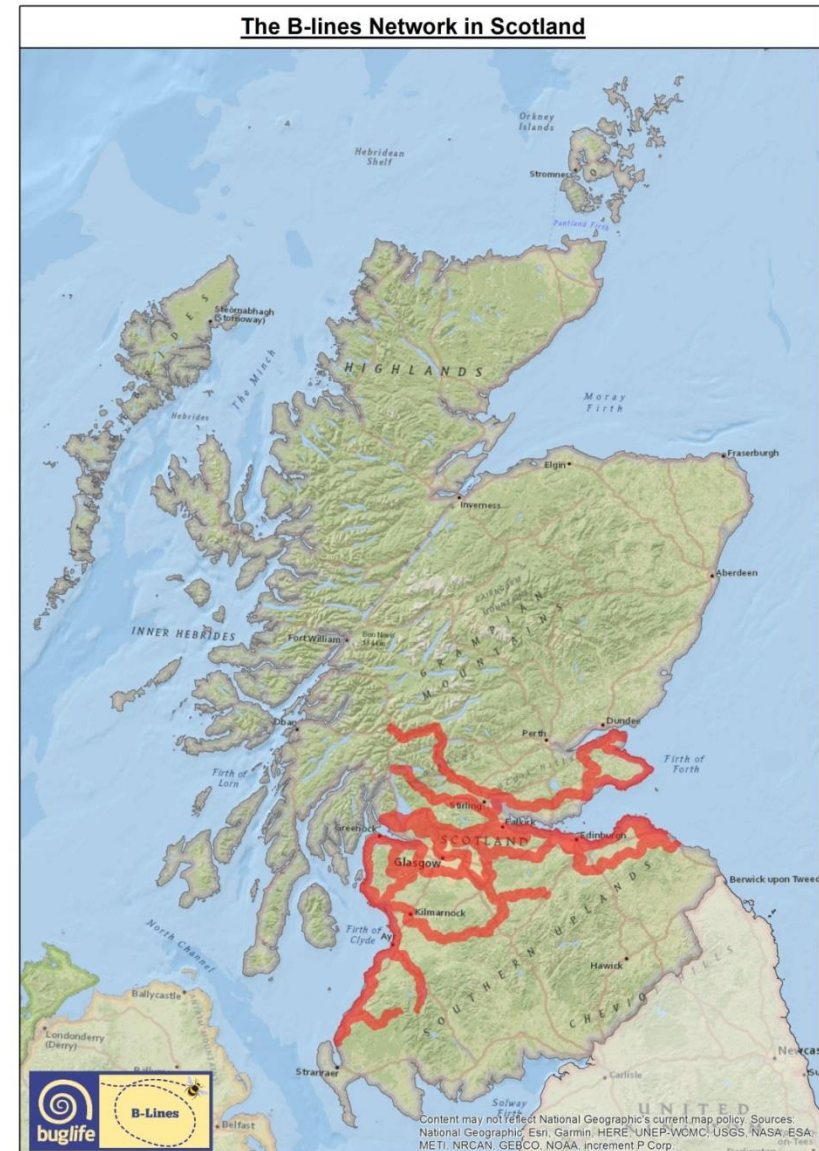 The B-lines Network in Scotland
Orkney
Islands
Hebridean
Shelf
Stromness
Pentland Firth
Steòrnabhagh
(Stornoway)
The Minch
HIGHLANDS
Hebrides
Moray
Firth
Elgin
Fraserburgh
Inverness
Aberdeen
INNER HEBRIDES
Fort William
Ben Nevis
GRAMPIAN
MOUNTAINS
Oban
Dundee
Perth
Firth of
Forth
Firth of
Lorn
Stirling
Falkirk
Greenock
SCOTLAND
Edinburgh
Glasgow
Berwick upon Tweed
Kilmarnock
Firth of
Clyde
Ay
North Channel
SOUTHERN UPLANDS
Hawick
CHEVIO HILLS
Ballycastle
Londonderry
(Derry)
Stranraer
Newcas
Carlisle
Solway
Firth
UNITED
Belfast
buglife
B-Lines
Content may not reflect National Geographic's current map policy. Sources:
National Geographic, Esri, Garmin, HERE, UNEP-WCMC, USGS, NASA, ESA,
METI, NRCAN, GEBCO, NOAA, increment P Corp.